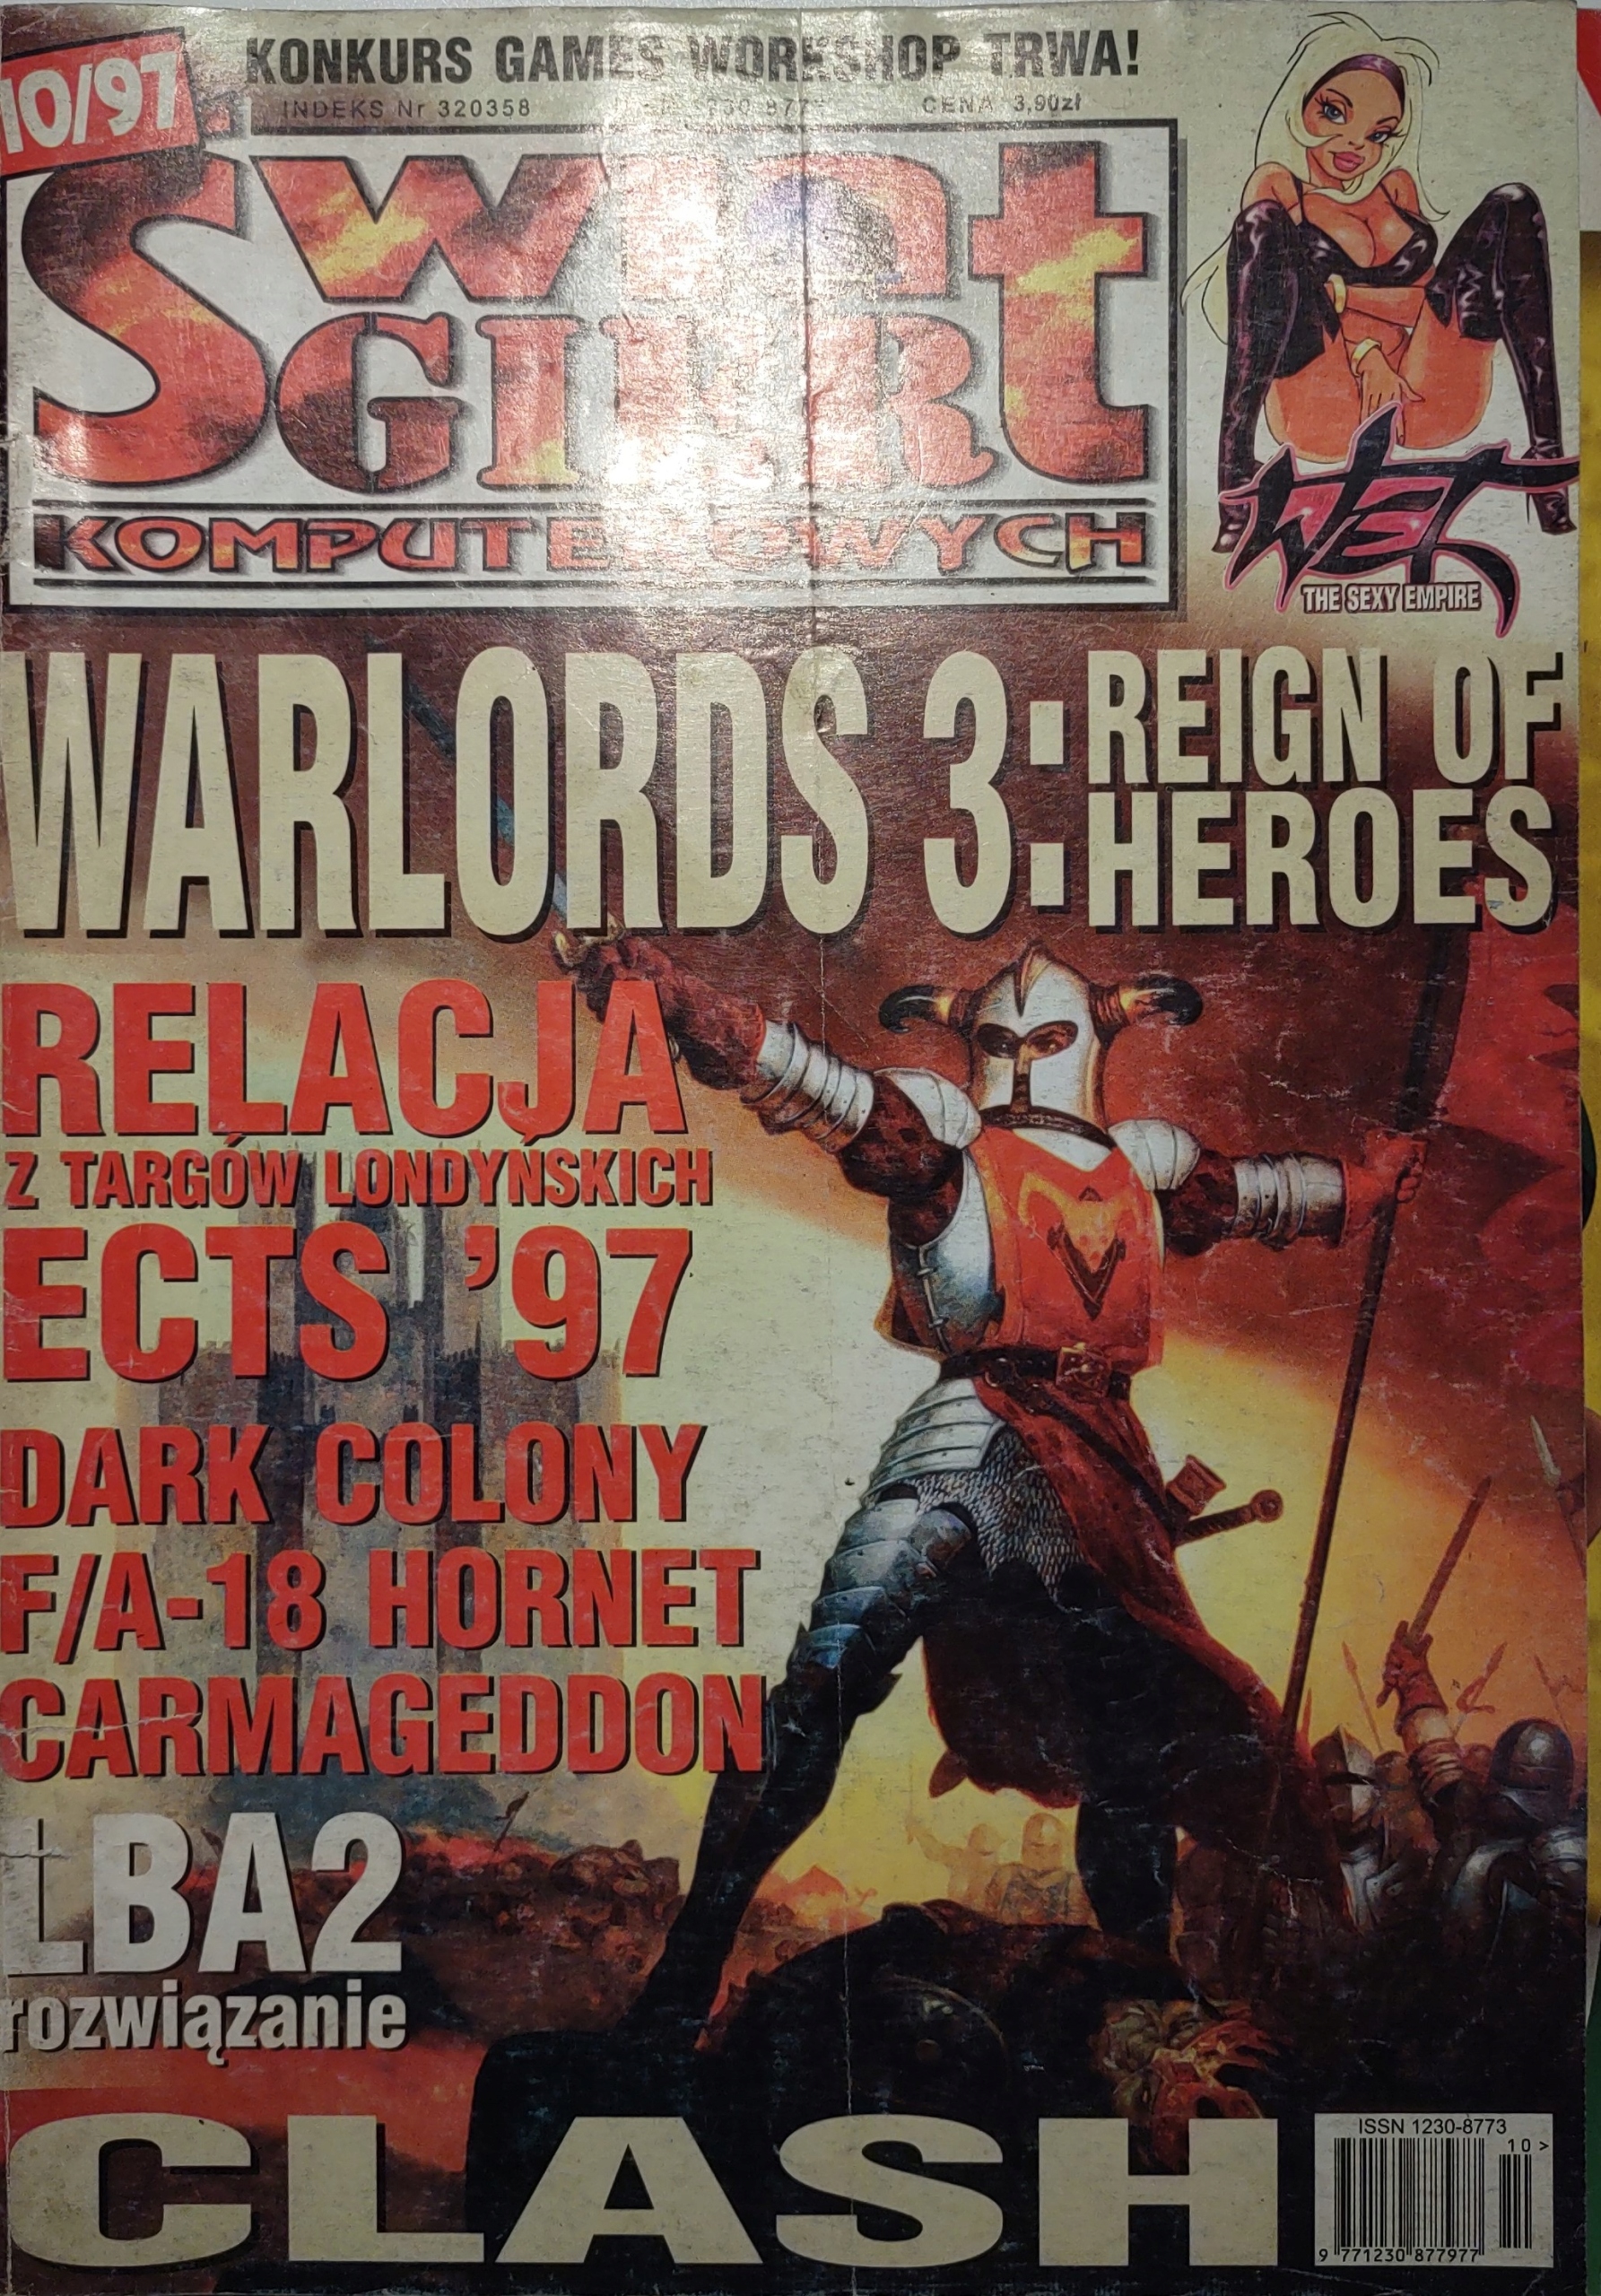 10/97
KONKURS GAMES WORKSHOP TRWA!
INDEKS Nr 320358 CENA 3,90zł
Świat
GIER
KOMPUTEROWYCH
WET
THE SEXY EMPIRE
WARLORDS 3: REIGN OF
HEROES
RELACJA
Z TARGÓW LONDYŃSKICH
ECTS '97
DARK COLONY
F/A-18 HORNET
CARMAGEDDON
LBA2
rozwiązanie
CLASH
ISSN 1230-8773
10>
9 771230 877977